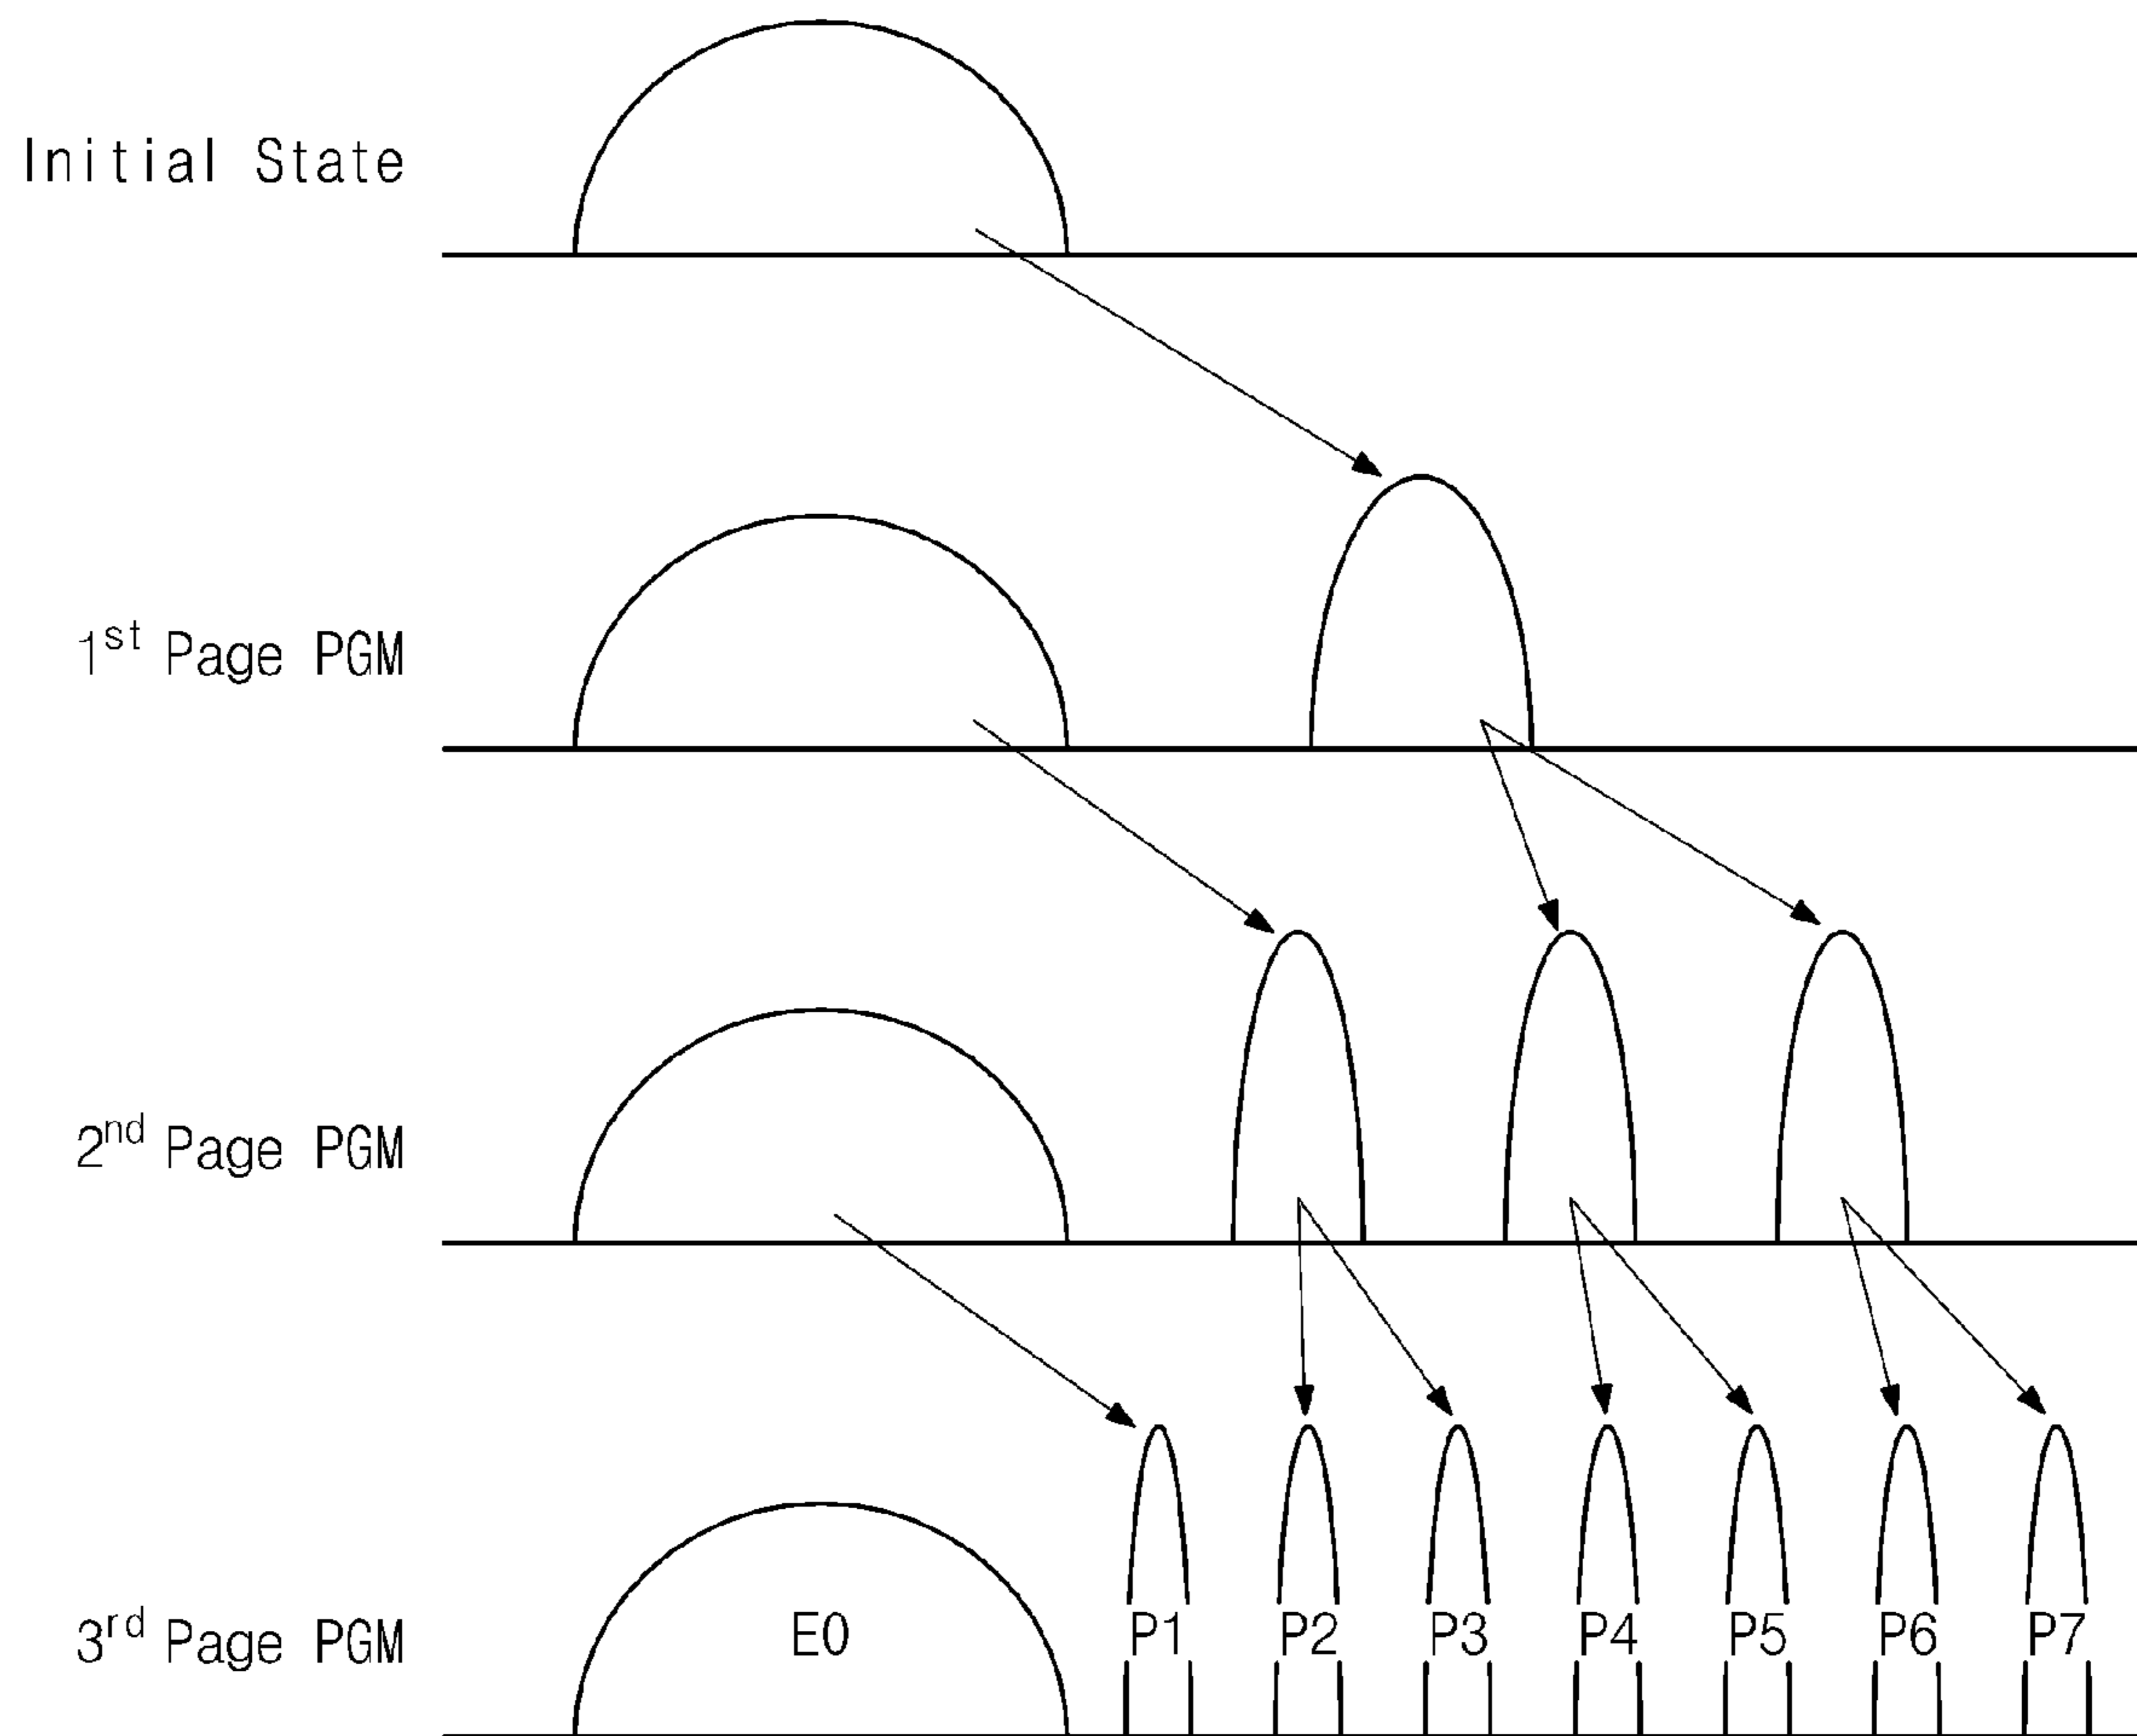 Initial State
1st Page PGM
2nd Page PGM
3rd Page PGM E0 P1 P2 P3 P4 P5 P6 P7